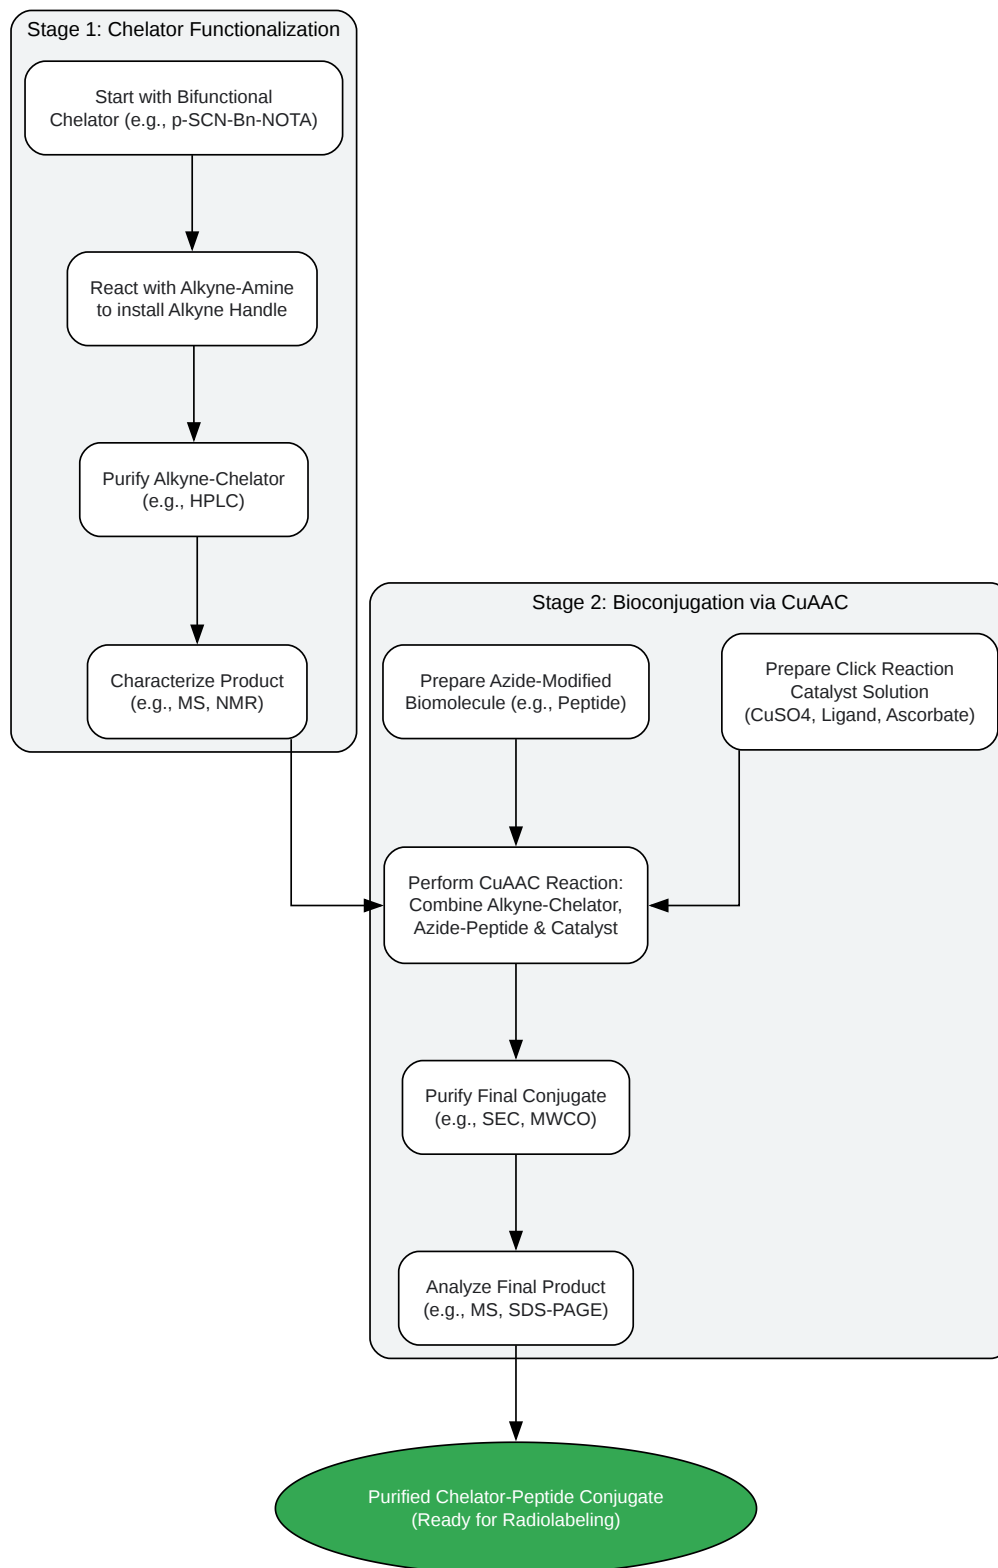 Stage 1: Chelator Functionalization
Start with Bifunctional
Chelator (e.g., p-SCN-Bn-NOTA)
React with Alkyne-Amine
to install Alkyne Handle
Purify Alkyne-Chelator
(e.g., HPLC)
Characterize Product
(e.g., MS, NMR)
Stage 2: Bioconjugation via CuAAC
Prepare Azide-Modified
Biomolecule (e.g., Peptide)
Prepare Click Reaction
Catalyst Solution
(CuSO4, Ligand, Ascorbate)
Perform CuAAC Reaction:
Combine Alkyne-Chelator,
Azide-Peptide & Catalyst
Purify Final Conjugate
(e.g., SEC, MWCO)
Analyze Final Product
(e.g., MS, SDS-PAGE)
Purified Chelator-Peptide Conjugate
(Ready for Radiolabeling)